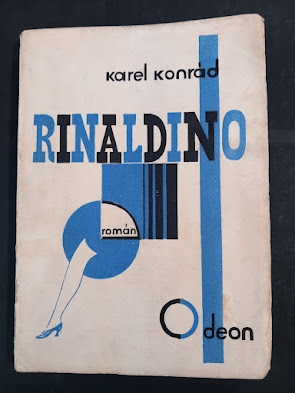 Karel Konrád
RINALDINO
román
Odeon